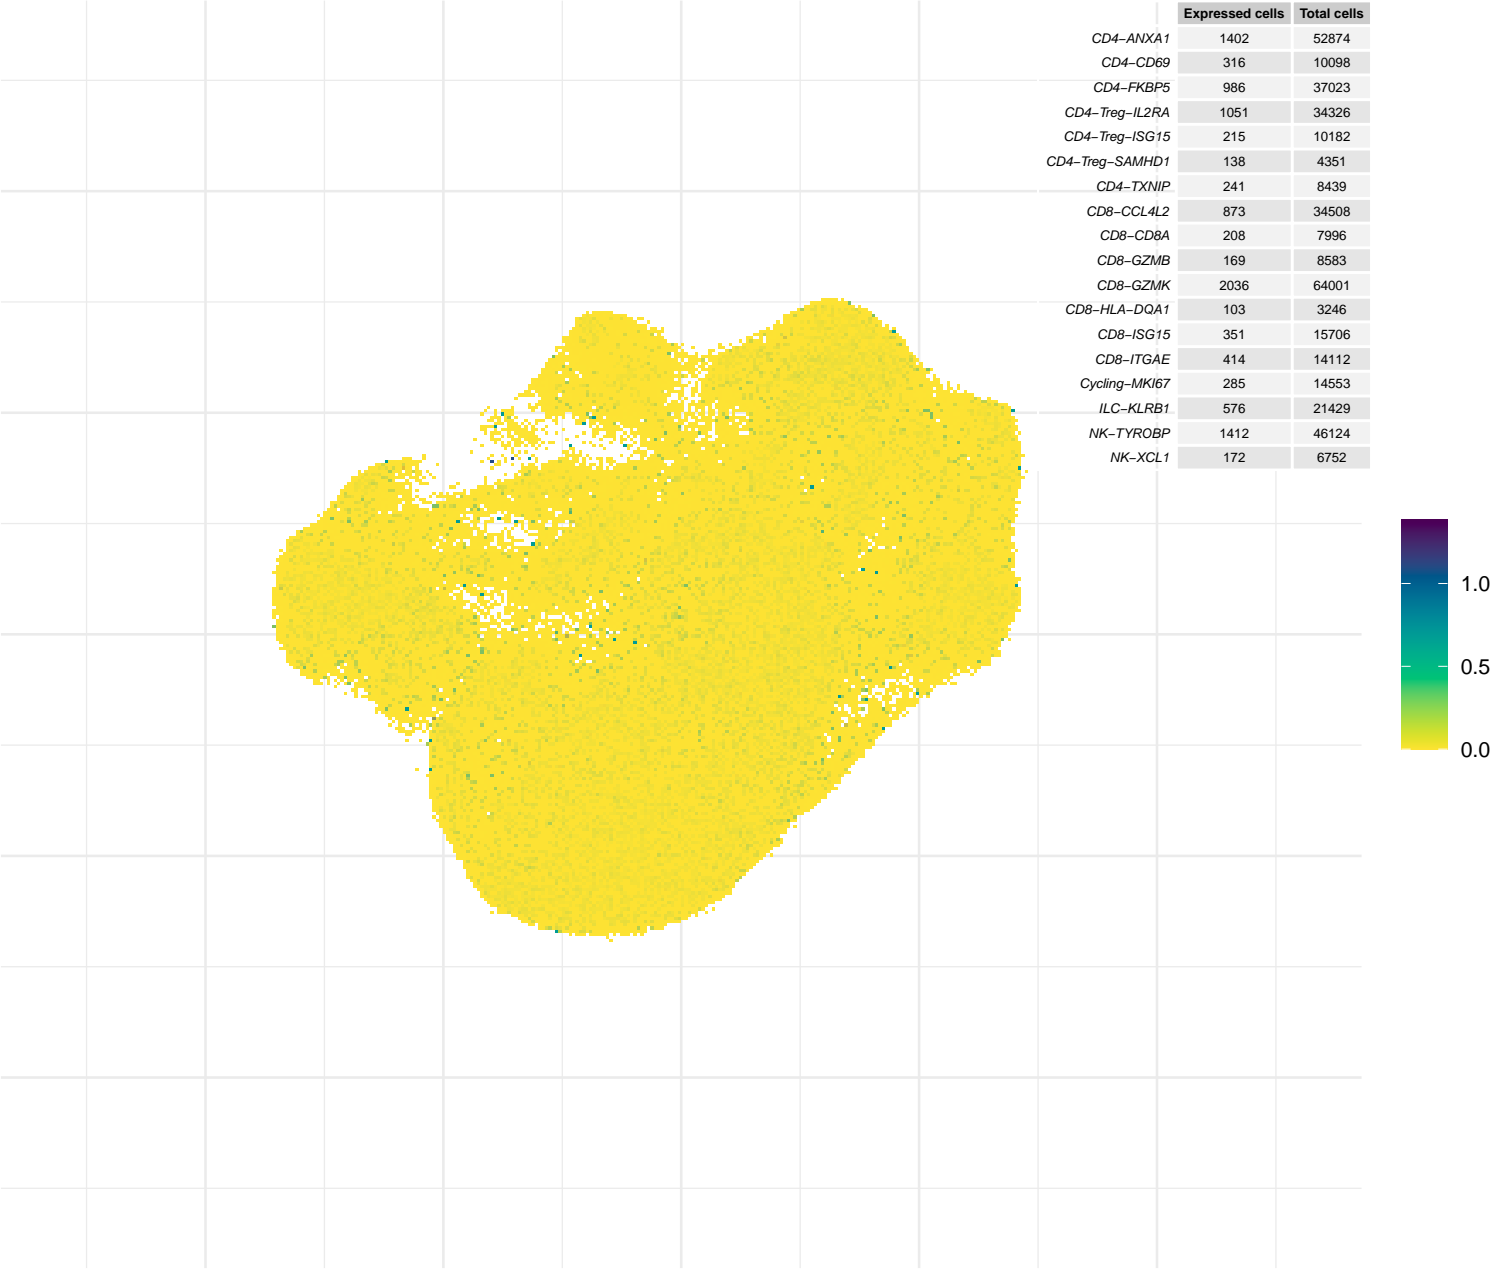 Expressed cells Total cells
CD4−ANXA1 1402 52874
CD4−CD69 316 10098
CD4−FKBP5 986 37023
CD4−Treg−IL2RA 1051 34326
CD4−Treg−ISG15 215 10182
CD4−Treg−SAMHD1 138 4351
CD4−TXNIP 241 8439
CD8−CCL4L2 873 34508
CD8−CD8A 208 7996
CD8−GZMB 169 8583
CD8−GZMK 2036 64001
CD8−HLA−DQA1 103 3246
CD8−ISG15 351 15706
CD8−ITGAE 414 14112
Cycling−MKI67 285 14553
ILC−KLRB1 576 21429
NK−TYROBP 1412 46124
NK−XCL1 172 6752
1.0
0.5
0.0